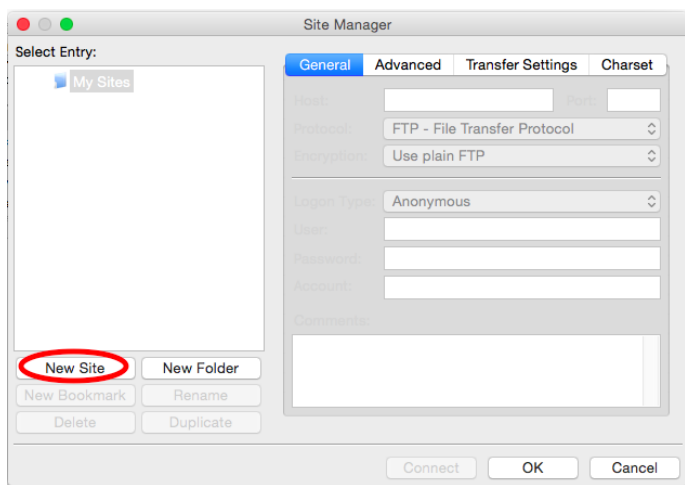 Site Manager
Select Entry:
My Sites
General Advanced Transfer Settings Charset
Host: Port:
Protocol: FTP - File Transfer Protocol
Encryption: Use plain FTP
Logon Type: Anonymous
User:
Password:
Account:
Comments:
New Site New Folder
New Bookmark Rename
Delete Duplicate
Connect OK Cancel